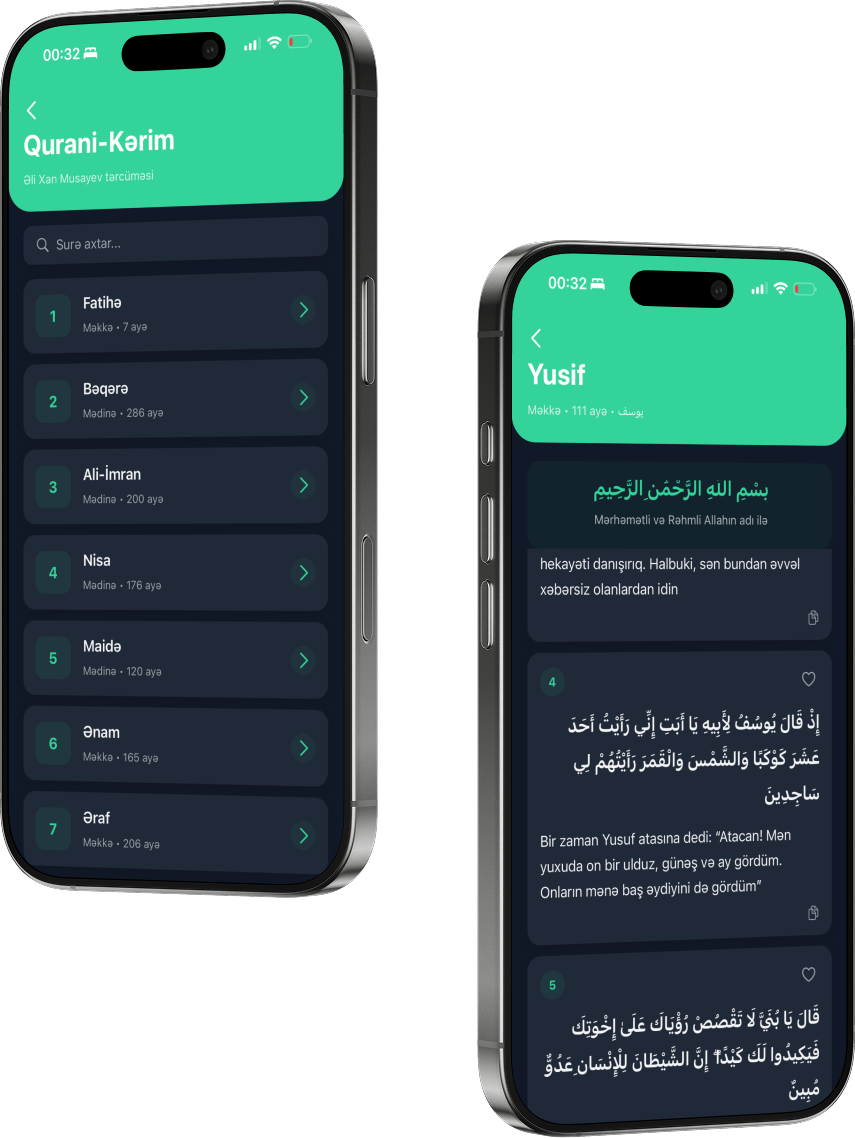 00:32
Qurani-Kərim
Əli Xan Musayev tərcüməsi
Surə axtar...
1
Fatihə
Məkkə • 7 ayə
2
Bəqərə
Mədinə • 286 ayə
3
Ali-İmran
Mədinə • 200 ayə
4
Nisa
Mədinə • 176 ayə
5
Maidə
Mədinə • 120 ayə
6
Ənam
Məkkə • 165 ayə
7
Əraf
Məkkə • 206 ayə
00:32
Yusif
Məkkə • 111 ayə • يوسف
بِسْمِ اللهِ الرَّحْمَٰنِ الرَّحِيمِ
Mərhəmətli və Rəhmli Allahın adı ilə
hekayəti danışırıq. Halbuki, sən bundan əvvəl
xəbərsiz olanlardan idin
4
إِذْ قَالَ يُوسُفُ لِأَبِيهِ يَا أَبَتِ إِنِّي رَأَيْتُ أَحَدَ
عَشَرَ كَوْكَبًا وَالشَّمْسَ وَالْقَمَرَ رَأَيْتُهُمْ لِي
سَاجِدِينَ
Bir zaman Yusuf atasına dedi: “Atacan! Mən
yuxuda on bir ulduz, günəş və ay gördüm.
Onların mənə baş əydiyini də gördüm”
5
قَالَ يَا بُنَيَّ لَا تَقْصُصْ رُؤْيَاكَ عَلَىٰ إِخْوَتِكَ
فَيَكِيدُوا لَكَ كَيْدًا ۖ إِنَّ الشَّيْطَانَ لِلْإِنْسَانِ عَدُوٌّ
مُبِينٌ